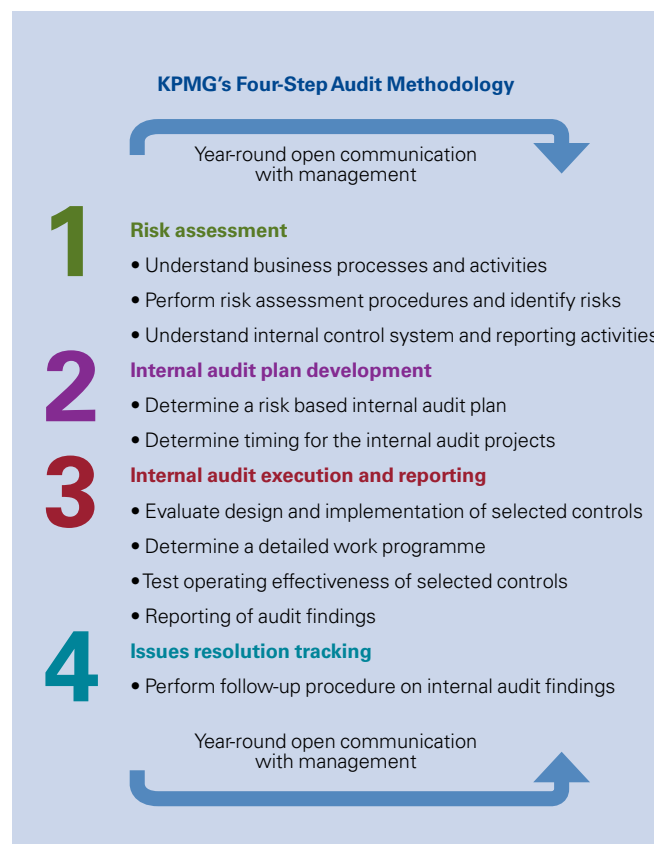 KPMG's Four-Step Audit Methodology
Year-round open communication
with management
1
Risk assessment
• Understand business processes and activities
• Perform risk assessment procedures and identify risks
• Understand internal control system and reporting activities
2
Internal audit plan development
• Determine a risk based internal audit plan
• Determine timing for the internal audit projects
3
Internal audit execution and reporting
• Evaluate design and implementation of selected controls
• Determine a detailed work programme
• Test operating effectiveness of selected controls
• Reporting of audit findings
4
Issues resolution tracking
• Perform follow-up procedure on internal audit findings
Year-round open communication
with management